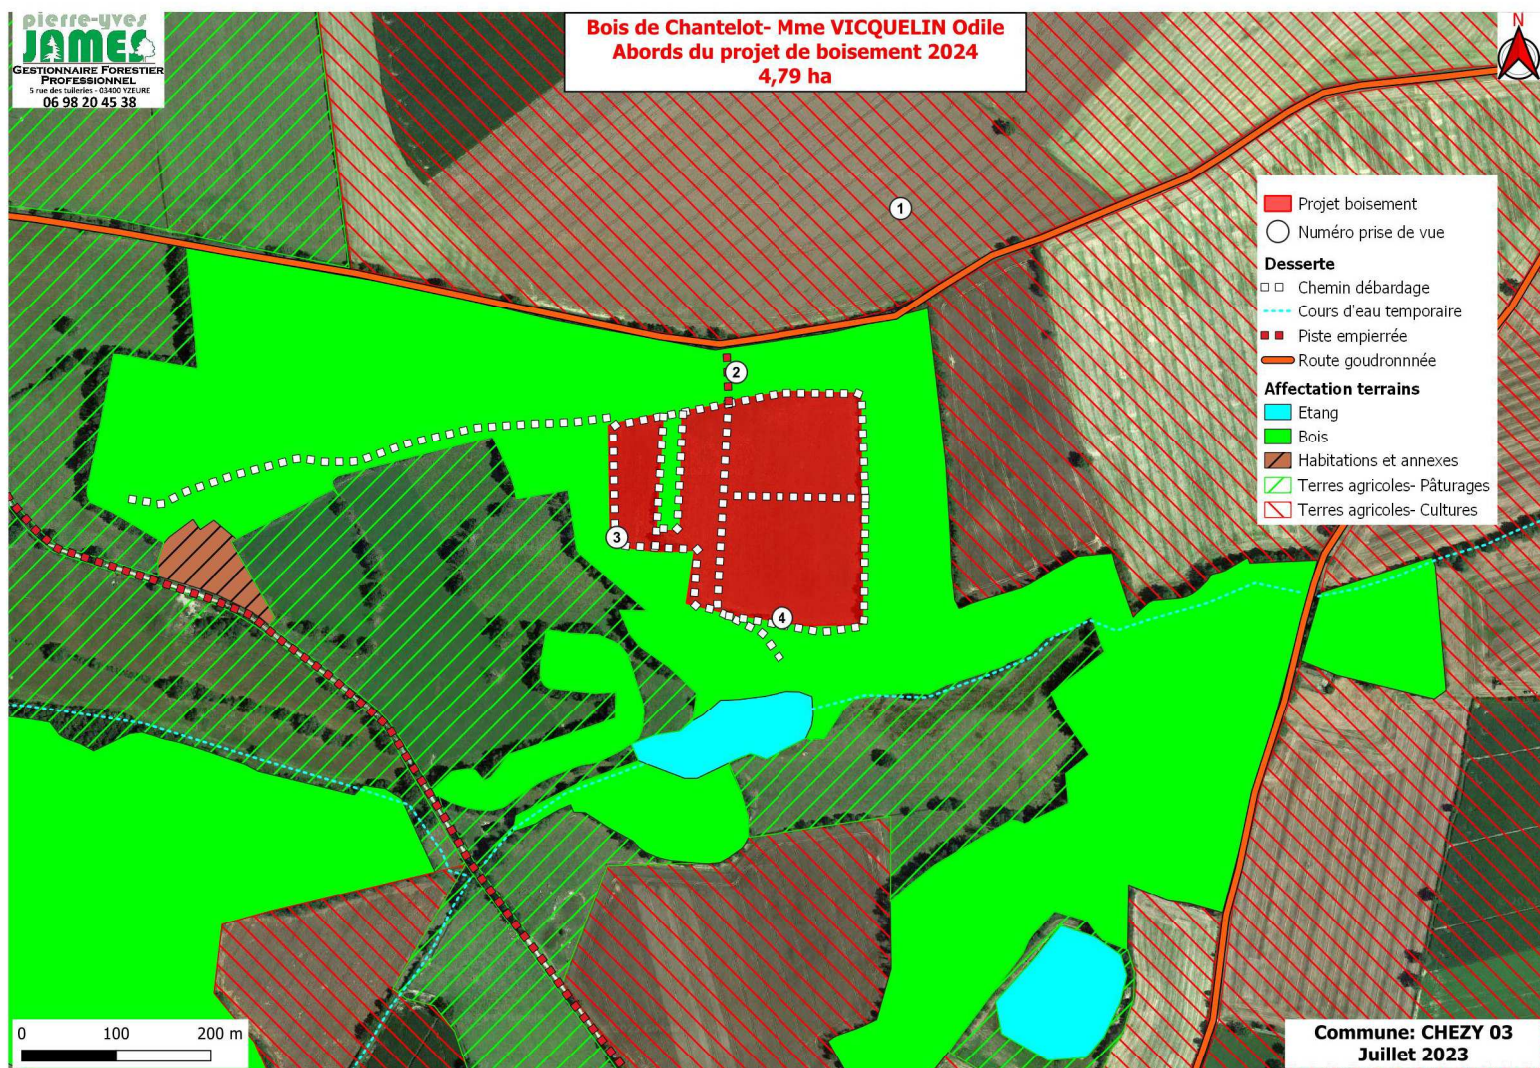 pierre-yves
JAMES
GESTIONNAIRE FORESTIER
PROFESSIONNEL
5 rue des tuileries - 03400 YZEURE
06 98 20 45 38
Bois de Chantelot- Mme VICQUELIN Odile
Abords du projet de boisement 2024
4,79 ha
N
1
2
3
4
Projet boisement
Numéro prise de vue
Desserte
Chemin débardage
Cours d'eau temporaire
Piste empierrée
Route goudronnnée
Affectation terrains
Etang
Bois
Habitations et annexes
Terres agricoles- Pâturages
Terres agricoles- Cultures
0 100 200 m
Commune: CHEZY 03
Juillet 2023